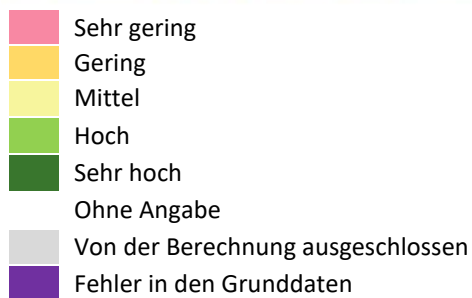 Sehr gering
Gering
Mittel
Hoch
Sehr hoch
Ohne Angabe
Von der Berechnung ausgeschlossen
Fehler in den Grunddaten